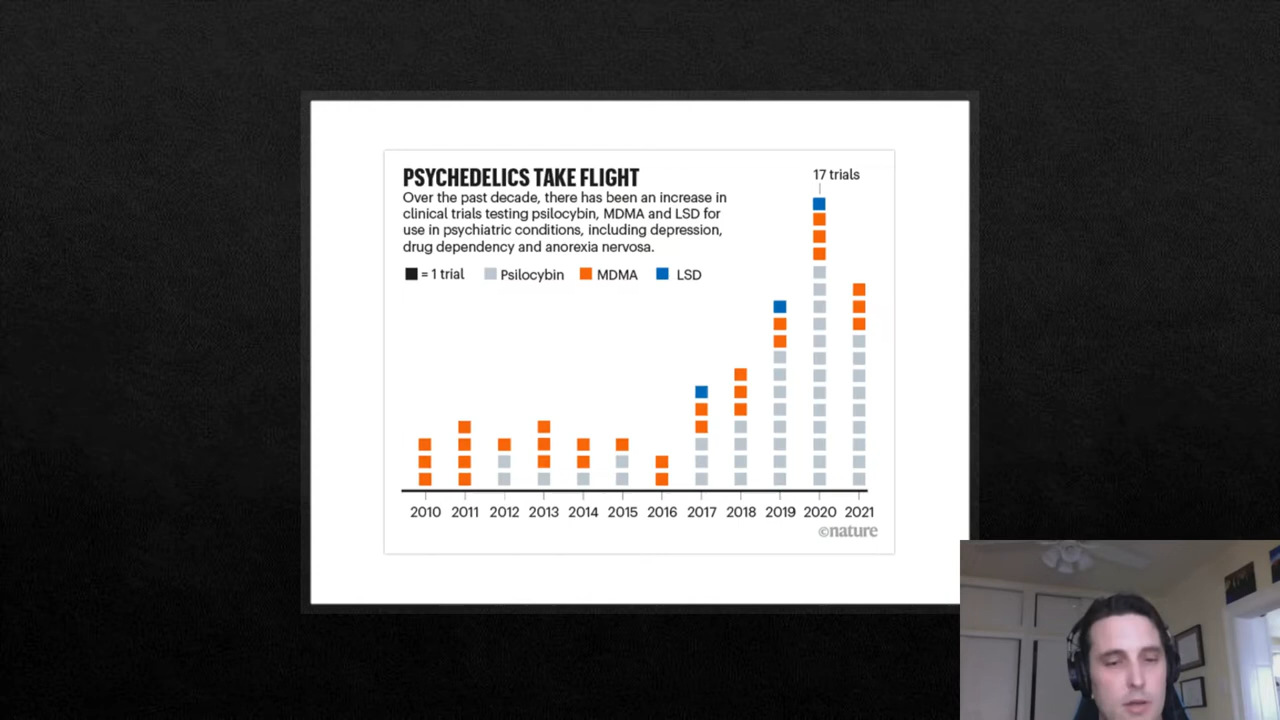 PSYCHEDELICS TAKE FLIGHT
Over the past decade, there has been an increase in
clinical trials testing psilocybin, MDMA and LSD for
use in psychiatric conditions, including depression,
drug dependency and anorexia nervosa.
= 1 trial Psilocybin MDMA LSD
17 trials
2010 2011 2012 2013 2014 2015 2016 2017 2018 2019 2020 2021
©nature